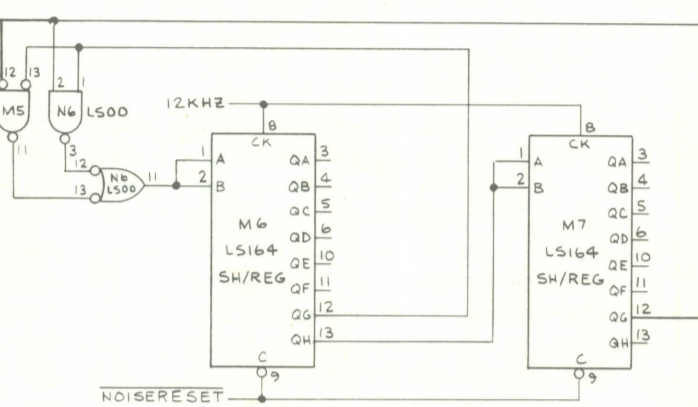 12 13
2 1
M5
N6 LS00
11
3
12
13
N6
LS00
11
12KHZ
8
CK
1 A
2 B
QA 3
QB 4
QC 5
QD 6
QE 10
QF 11
QG 12
QH 13
M6
LS164
SH/REG
C
9
8
CK
1 A
2 B
QA 3
QB 4
QC 5
QD 6
QE 10
QF 11
QG 12
QH 13
M7
LS164
SH/REG
C
9
NOISERESET